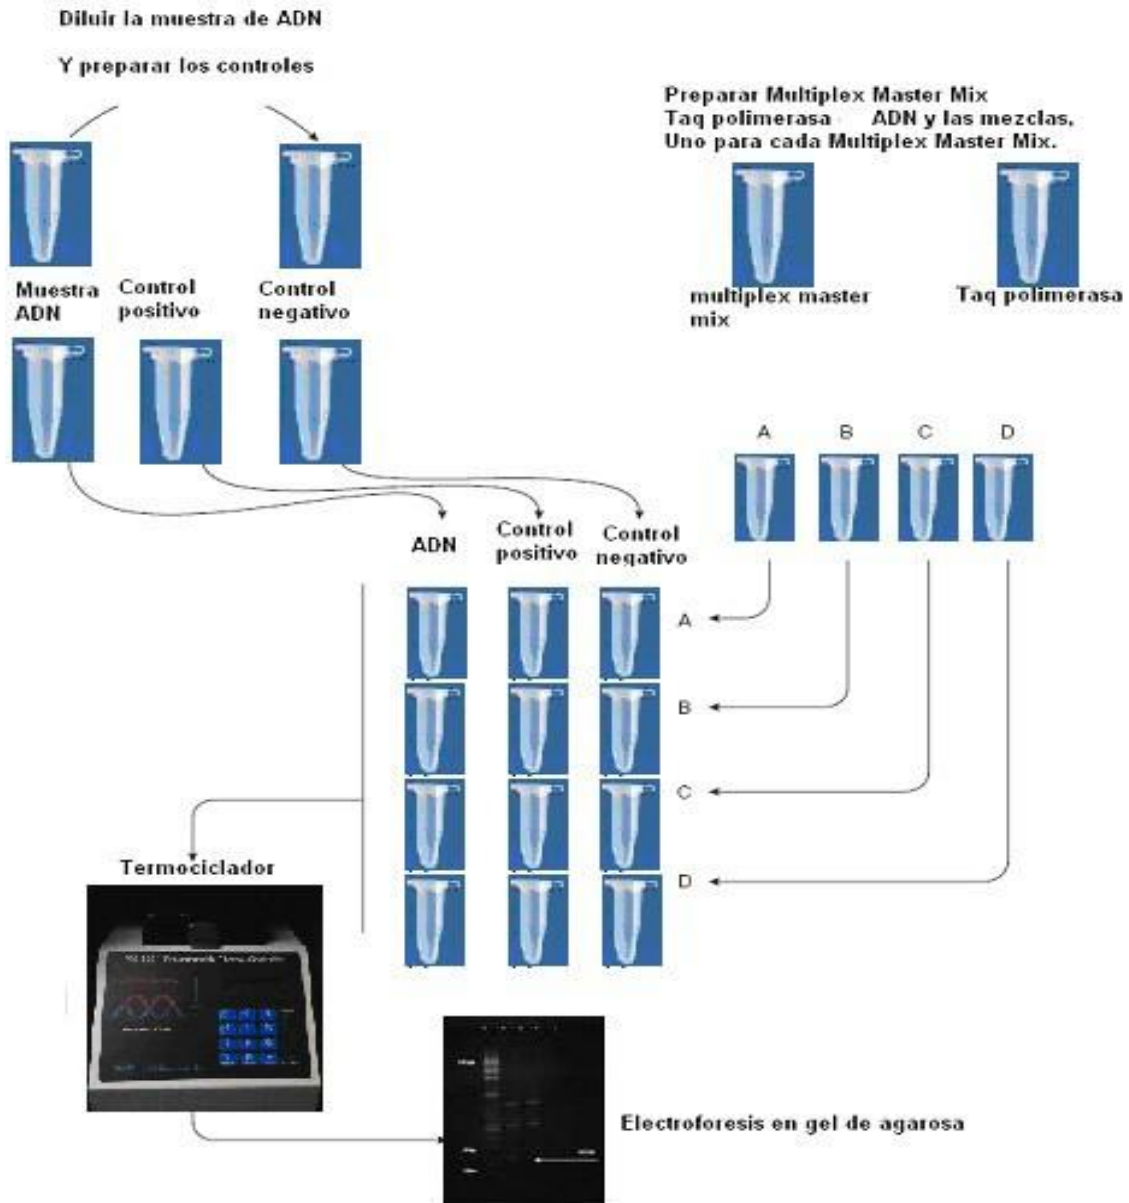 Diluir la muestra de ADN
Y preparar los controles
Preparar Multiplex Master Mix
Taq polimerasa ADN y las mezclas,
Uno para cada Multiplex Master Mix.
Muestra
ADN
Control
positivo
Control
negativo
multiplex master
mix
Taq polimerasa
A B C D
ADN
Control
positivo
Control
negativo
A
B
C
D
Termociclador
Electroforesis en gel de agarosa